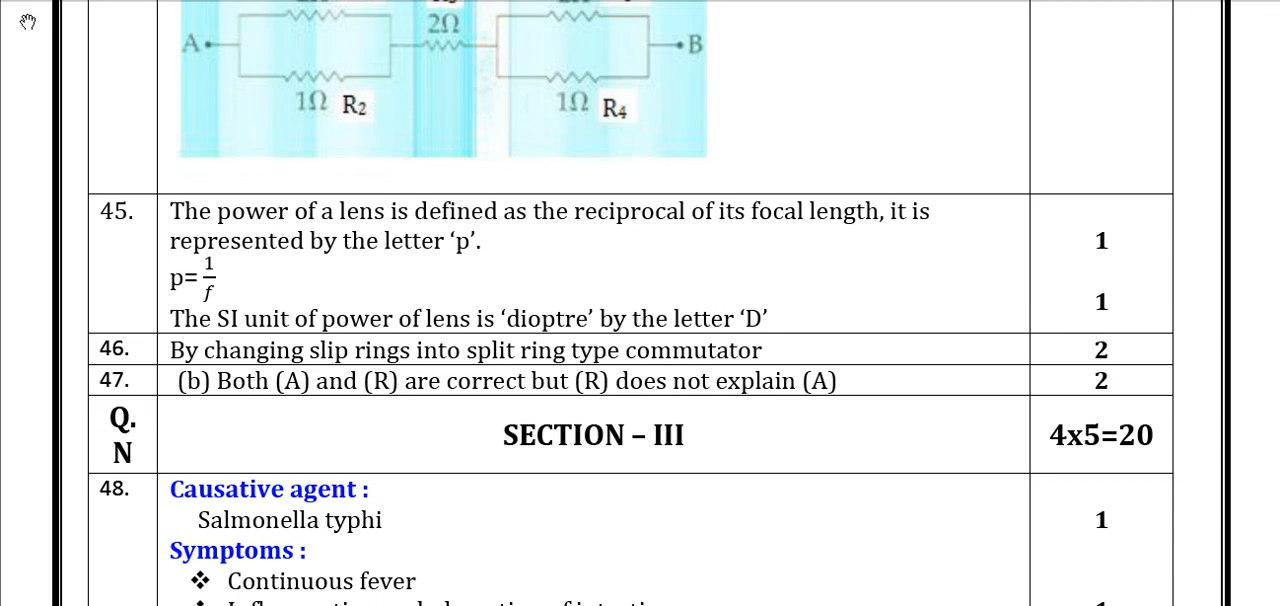 2Ω
A
B
1Ω R2
1Ω R4
45.
The power of a lens is defined as the reciprocal of its focal length, it is
represented by the letter ‘p’.
1
p=1/f
1
The SI unit of power of lens is ‘dioptre’ by the letter ‘D’
46. By changing slip rings into split ring type commutator 2
47. (b) Both (A) and (R) are correct but (R) does not explain (A) 2
Q.
N
SECTION – III 4x5=20
48. Causative agent :
Salmonella typhi 1
Symptoms :
❖ Continuous fever